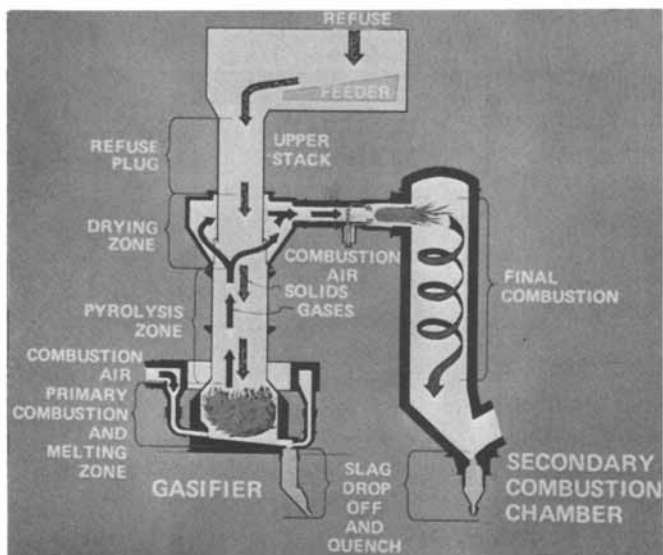 REFUSE
FEEDER
REFUSE
PLUG
UPPER
STACK
DRYING
ZONE
COMBUSTION
AIR
SOLIDS
GASES
FINAL
COMBUSTION
PYROLYSIS
ZONE
COMBUSTION
AIR
PRIMARY
COMBUSTION
AND
MELTING
ZONE
GASIFIER
SLAG
DROP
OFF
AND
QUENCH
SECONDARY
COMBUSTION
CHAMBER